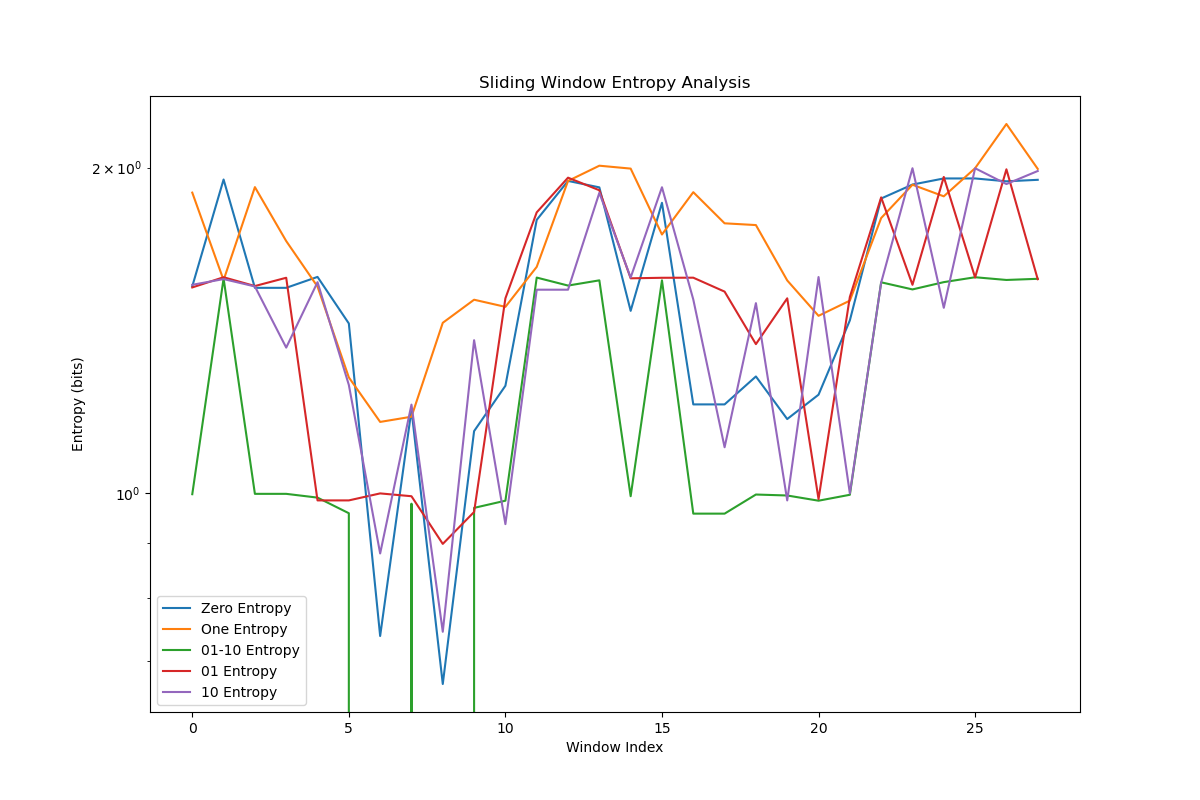 Sliding Window Entropy Analysis
2 × 10⁰
10⁰
Entropy (bits)
Zero Entropy
One Entropy
01-10 Entropy
01 Entropy
10 Entropy
0 5 10 15 20 25
Window Index